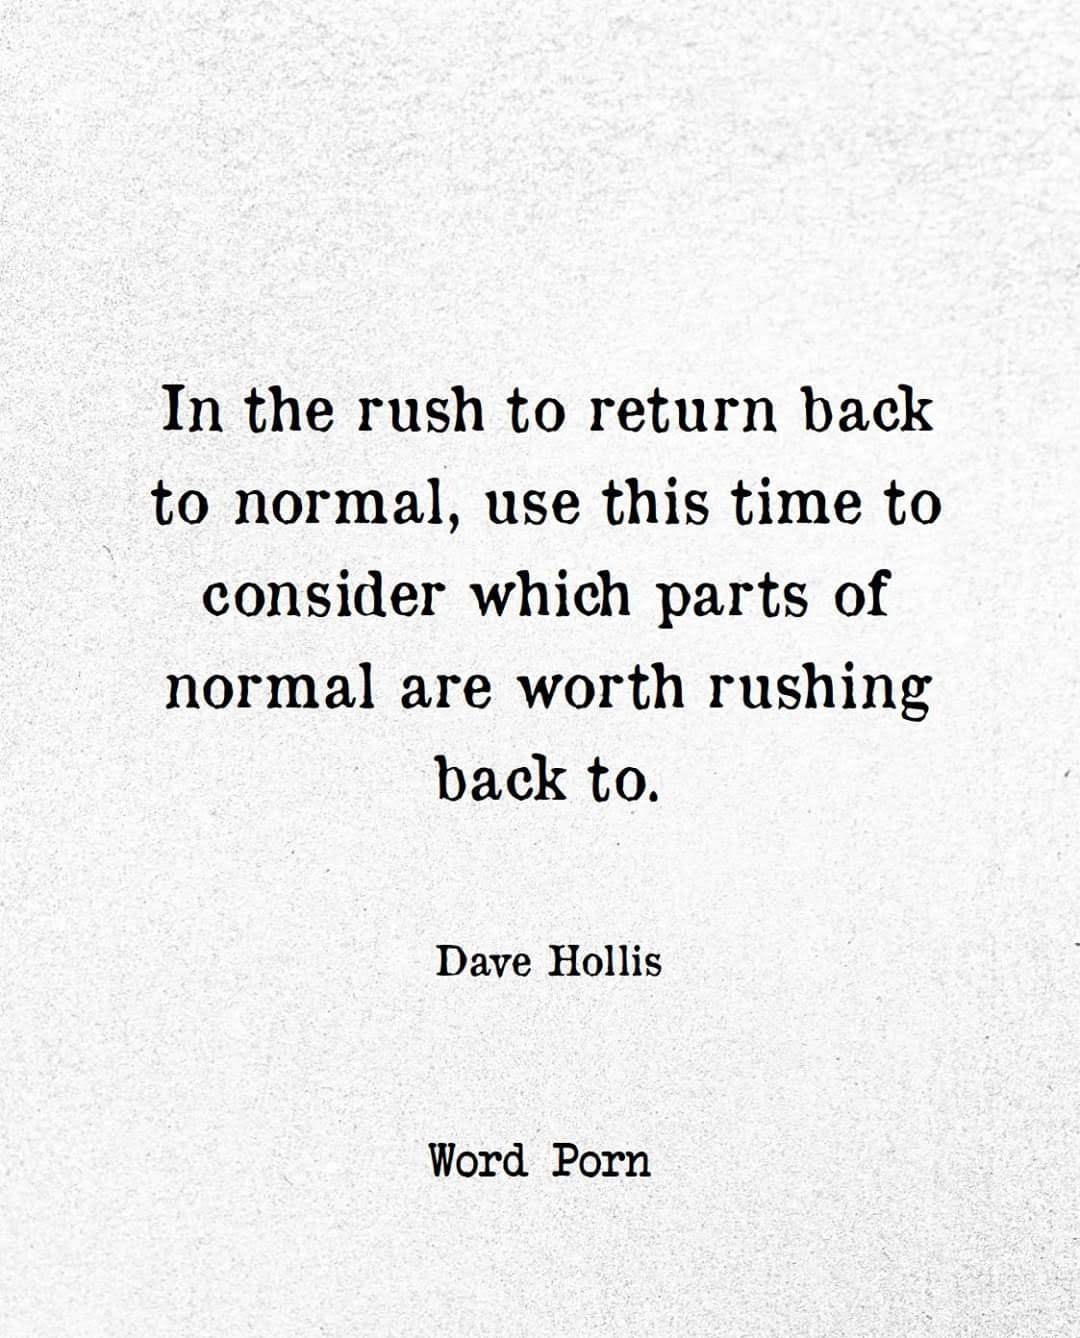 In the rush to return back
to normal, use this time to
consider which parts of
normal are worth rushing
back to.
Dave Hollis
Word Porn